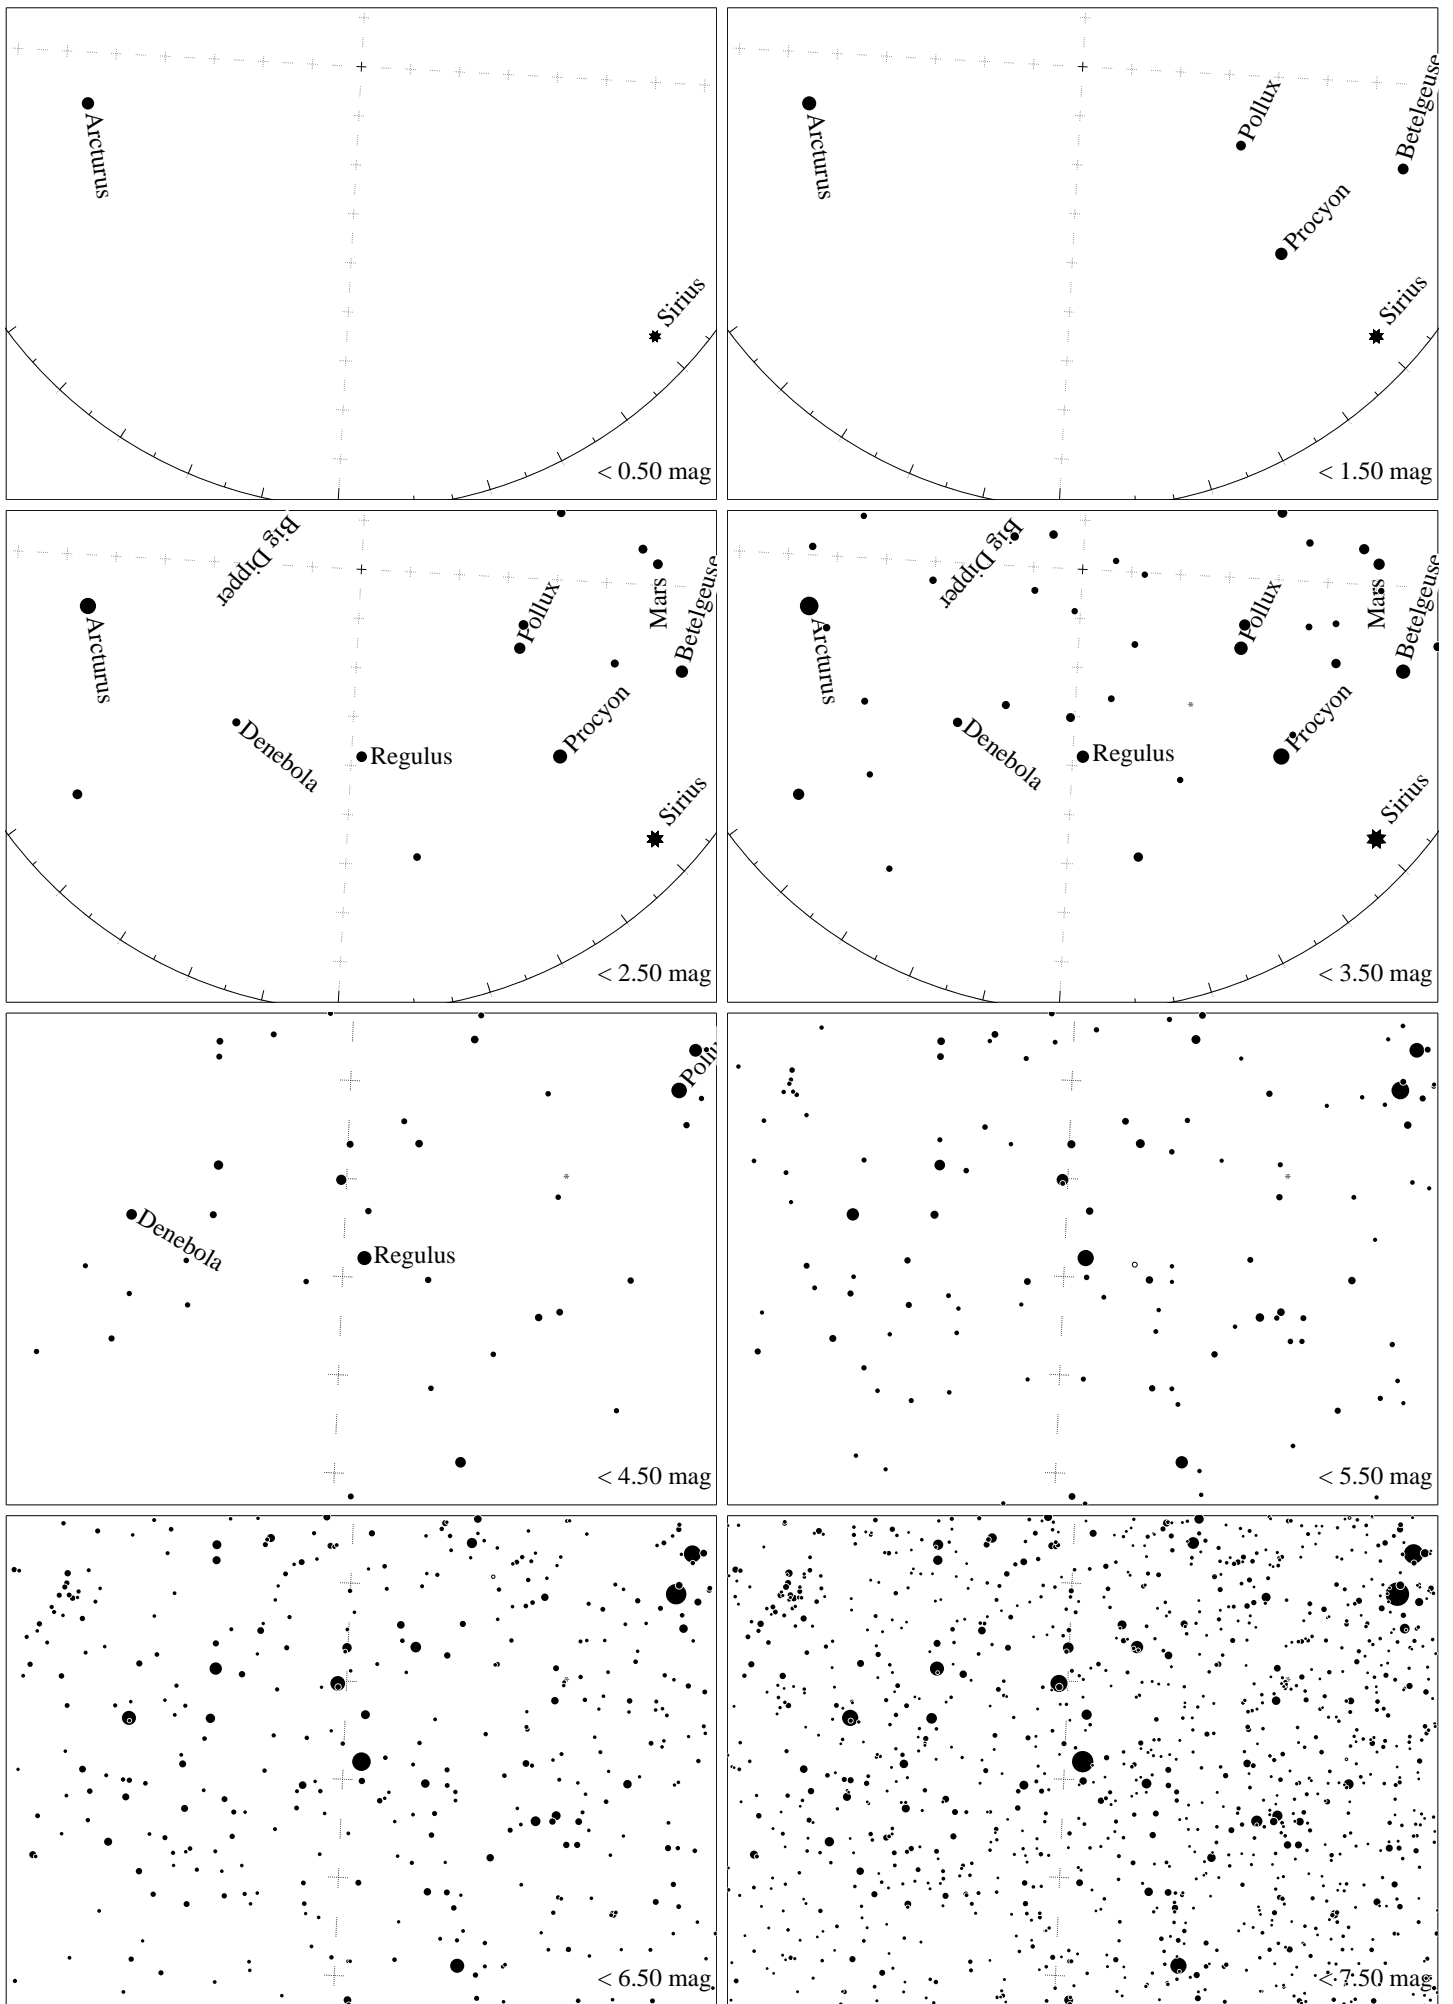 Arcturus
Sirius
< 0.50 mag
Arcturus
Pollux
Betelgeuse
Procyon
Sirius
< 1.50 mag
Big Dipper
Arcturus
Pollux
Mars
Betelgeuse
Denebola
Regulus
Procyon
Sirius
< 2.50 mag
Big Dipper
Arcturus
Pollux
Mars
Betelgeuse
Denebola
Regulus
Procyon
Sirius
< 3.50 mag
Denebola
Regulus
< 4.50 mag
< 5.50 mag
< 6.50 mag
< 7.50 mag